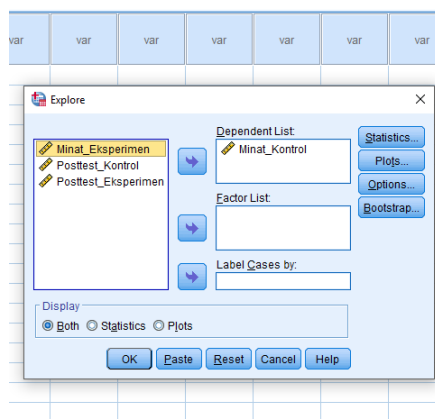 var var var var var var var
Explore
Dependent List:
Minat_Eksperimen
Posttest_Kontrol
Posttest_Eksperimen
Minat_Kontrol
Statistics...
Plots...
Options...
Bootstrap...
Factor List:
Label Cases by:
Display
Both Statistics Plots
OK Paste Reset Cancel Help